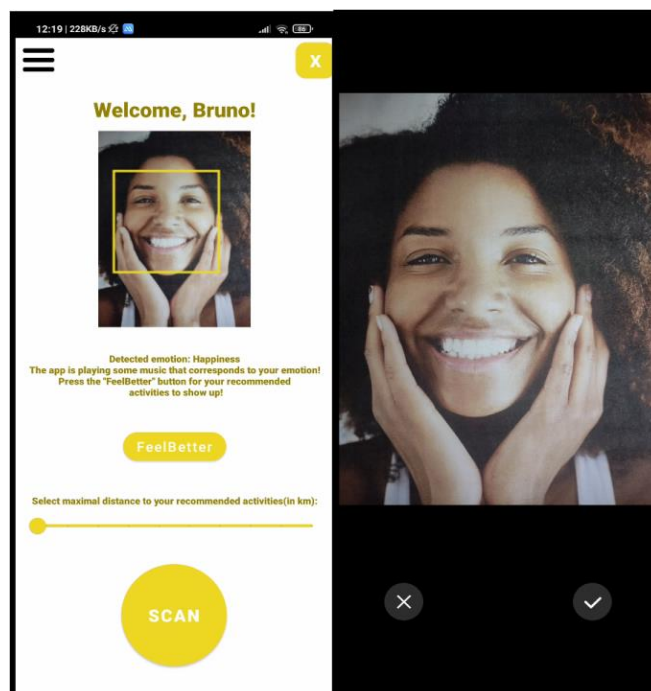 12:19 | 228KB/s
86
X
Welcome, Bruno!
Detected emotion: Happiness
The app is playing some music that corresponds to your emotion!
Press the "FeelBetter" button for your recommended
activities to show up!
FeelBetter
Select maximal distance to your recommended activities(in km):
SCAN